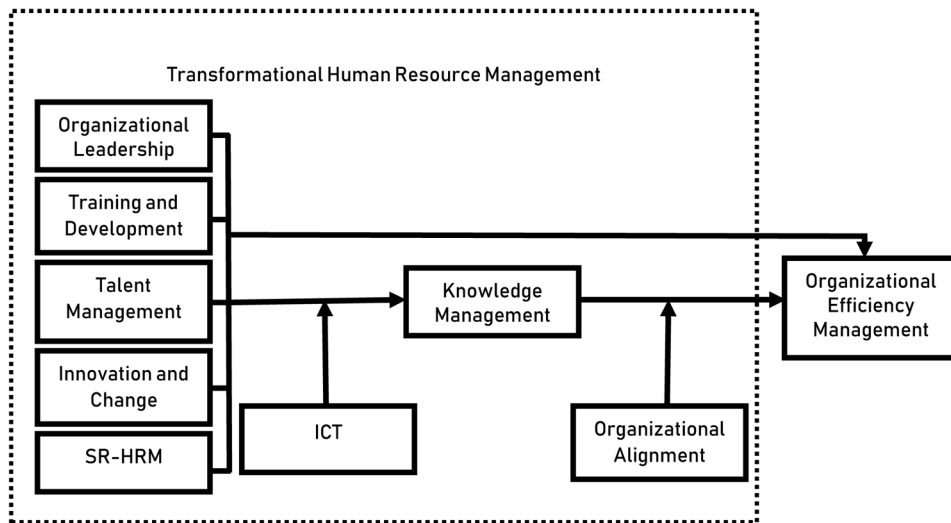 Transformational Human Resource Management
Organizational
Leadership
Training and
Development
Talent
Management
Innovation and
Change
SR-HRM
ICT
Knowledge
Management
Organizational
Alignment
Organizational
Efficiency
Management